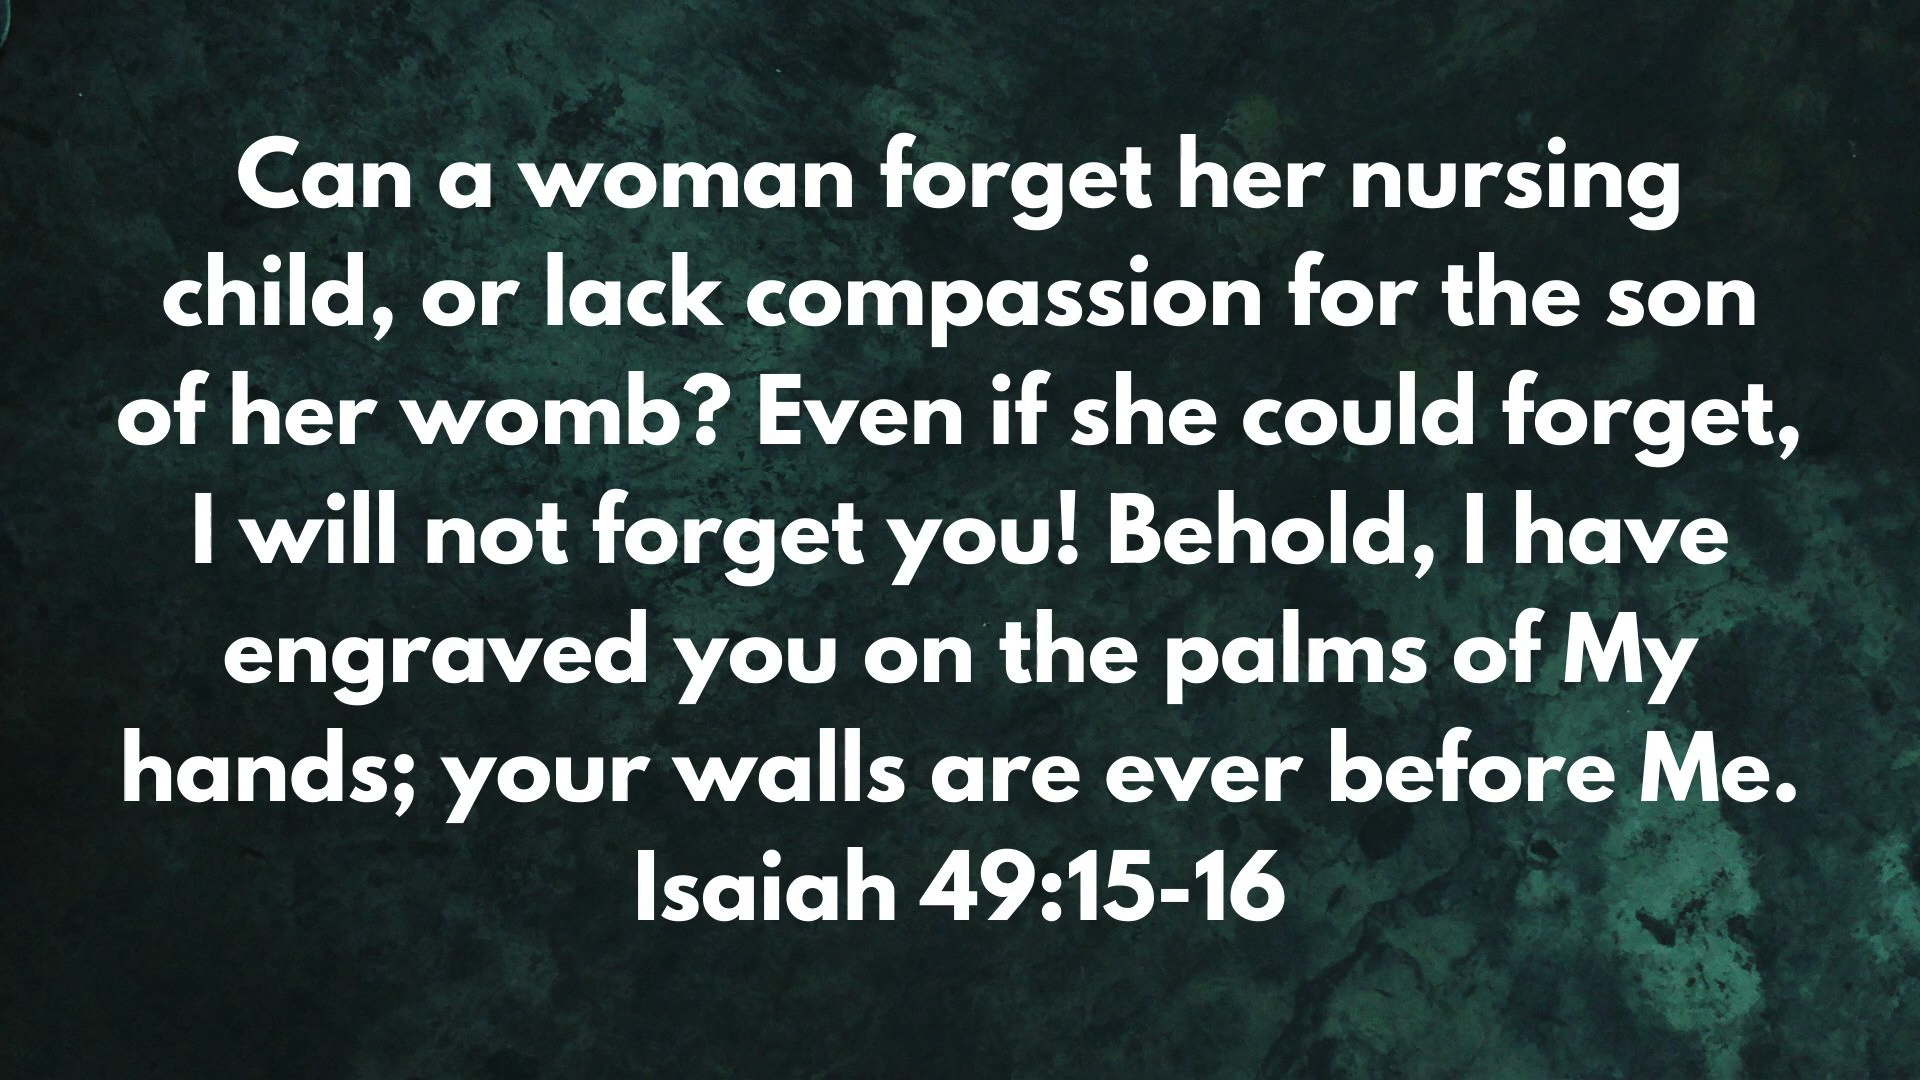 Can a woman forget her nursing
child, or lack compassion for the son
of her womb? Even if she could forget,
I will not forget you! Behold, I have
engraved you on the palms of My
hands; your walls are ever before Me.
Isaiah 49:15-16